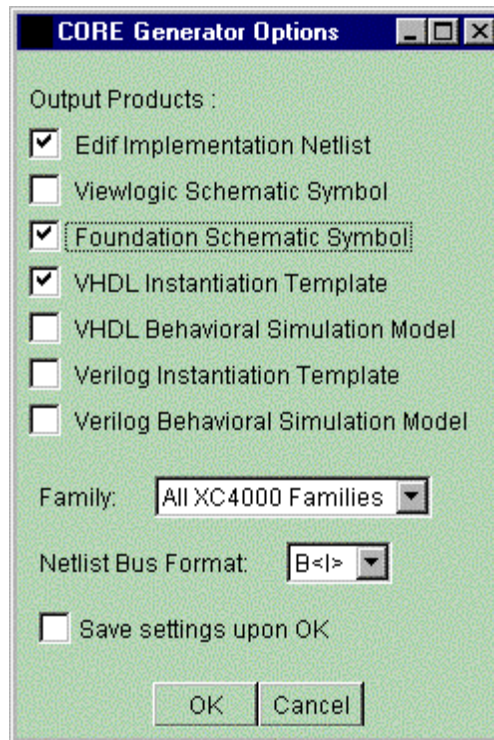 CORE Generator Options
Output Products :
Edif Implementation Netlist
Viewlogic Schematic Symbol
Foundation Schematic Symbol
VHDL Instantiation Template
VHDL Behavioral Simulation Model
Verilog Instantiation Template
Verilog Behavioral Simulation Model
Family: All XC4000 Families
Netlist Bus Format: B<I>
Save settings upon OK
OK Cancel